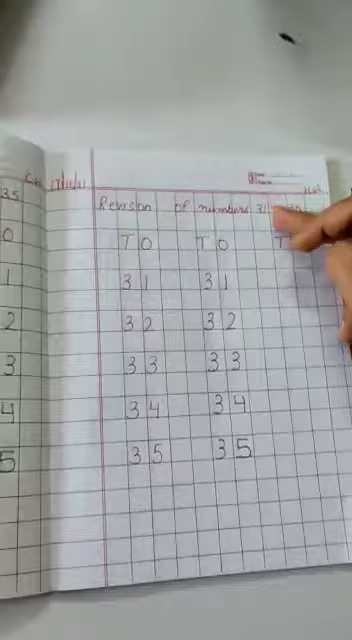 35
0
1
2
3
4
5
H.W.
Revision of numbers 31
T O T O T
3 1 3 1
3 2 3 2
3 3 3 3
3 4 3 4
3 5 3 5